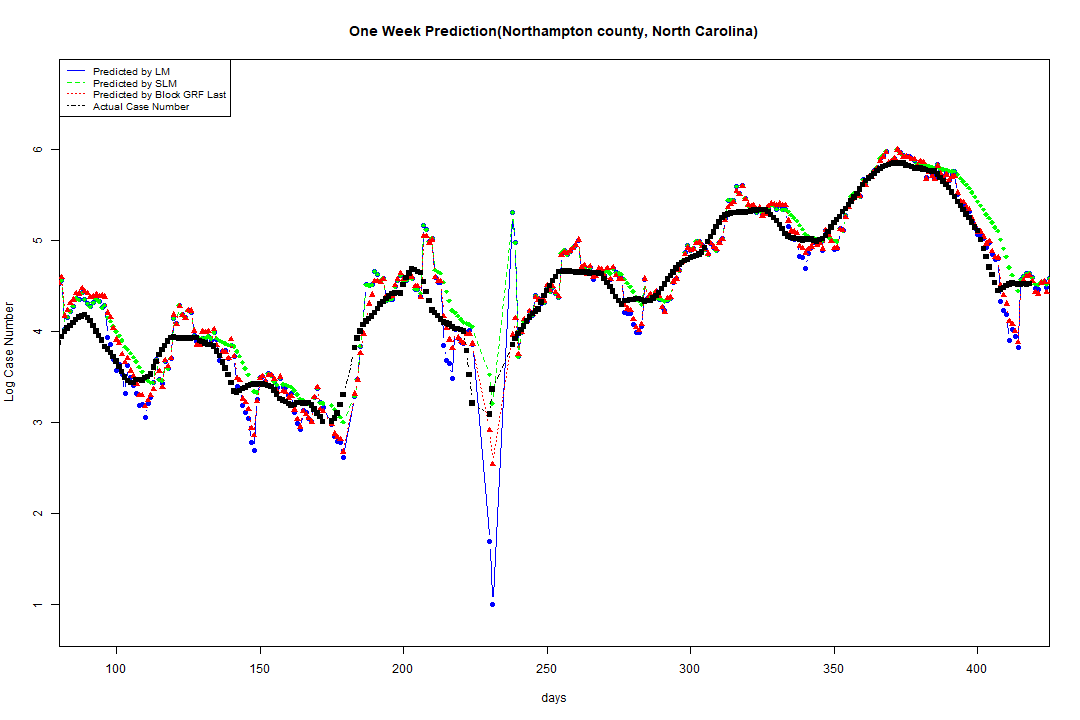 One Week Prediction(Northampton county, North Carolina)
Predicted by LM
Predicted by SLM
Predicted by Block GRF Last
Actual Case Number
6
5
4
3
2
1
Log Case Number
100 150 200 250 300 350 400
days